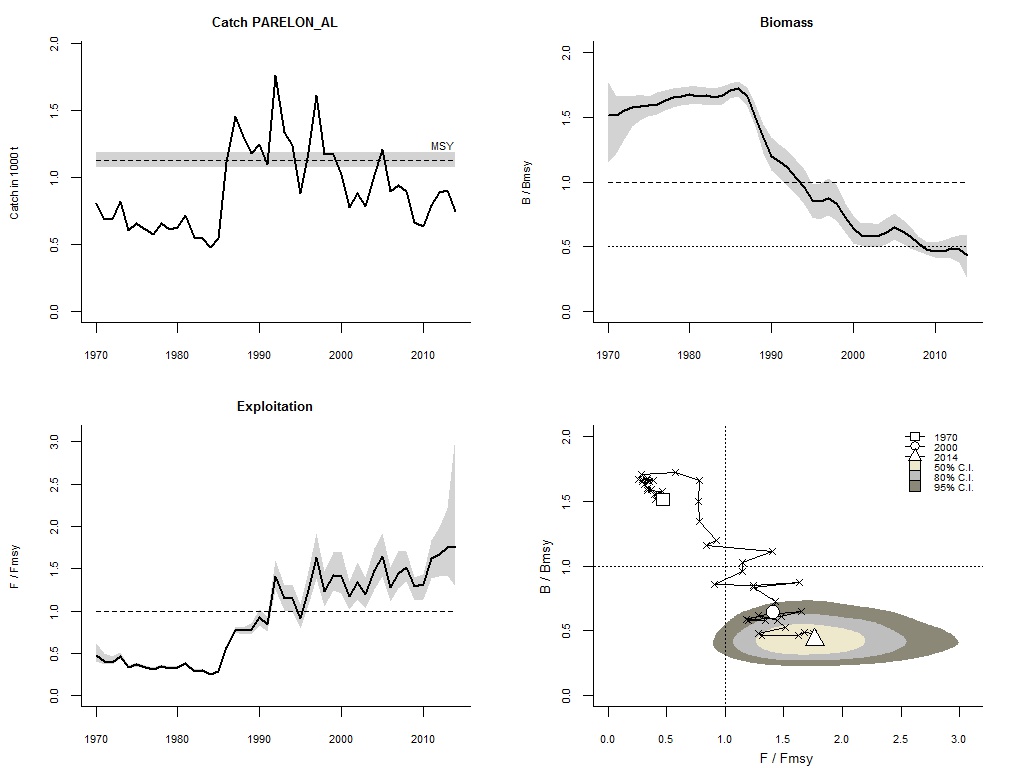 Catch PARELON_AL
Catch in 1000 t
2.0
1.5
1.0
0.5
0.0
MSY
1970 1980 1990 2000 2010
Biomass
B / Bmsy
2.0
1.5
1.0
0.5
0.0
1970 1980 1990 2000 2010
Exploitation
F / Fmsy
3.0
2.5
2.0
1.5
1.0
0.5
0.0
1970 1980 1990 2000 2010
B / Bmsy
2.0
1.5
1.0
0.5
0.0
1970
2000
2014
50% C.I.
80% C.I.
95% C.I.
0.0 0.5 1.0 1.5 2.0 2.5 3.0
F / Fmsy